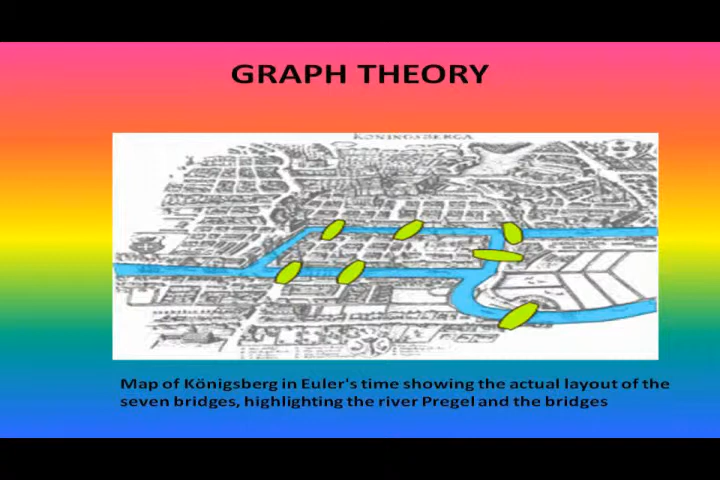 GRAPH THEORY
KONINGSBERGA
Map of Königsberg in Euler's time showing the actual layout of the
seven bridges, highlighting the river Pregel and the bridges